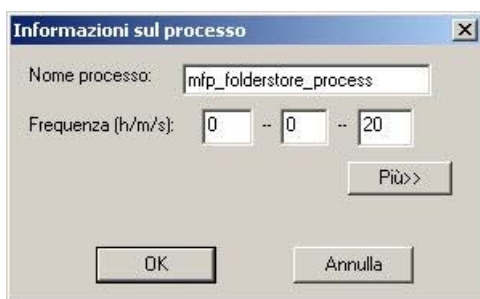 Informazioni sul processo
Nome processo: mfp_folderstore_process
Frequenza (h/m/s): 0 -- 0 -- 20
Più>>
OK Annulla